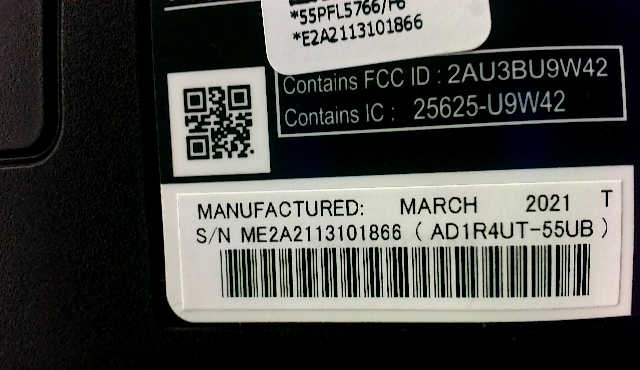 *55PFL5766/F6
*E2A2113101866
Contains FCC ID : 2AU3BU9W42
Contains IC : 25625-U9W42
MANUFACTURED: MARCH 2021 T
S/N ME2A2113101866 ( AD1R4UT-55UB )